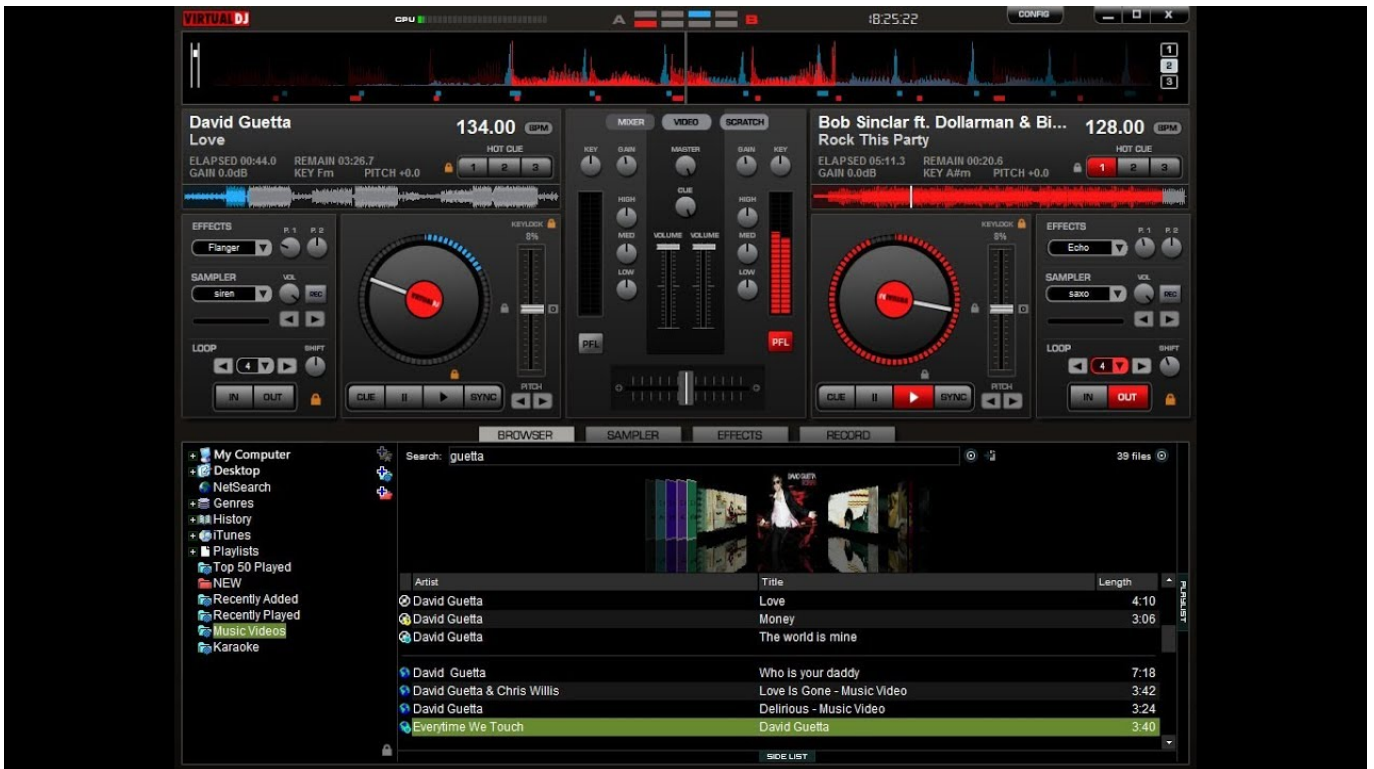 VIRTUAL DJ
CPU
A
B
18:25:22
CONFIG
X
1
2
3
David Guetta
Love
134.00 BPM
ELAPSED 00:44.0 REMAIN 03:26.7
GAIN 0.0dB KEY Fm PITCH +0.0
HOT CUE
1 2 3
MIXER VIDEO SCRATCH
KEY GAIN MASTER GAIN KEY
CUE
HIGH HIGH
MED VOLUME VOLUME MED
LOW LOW
PFL PFL
Bob Sinclar ft. Dollarman & Bi...
Rock This Party
128.00 BPM
ELAPSED 05:11.3 REMAIN 00:20.6
GAIN 0.0dB KEY A#m PITCH +0.0
HOT CUE
1 2 3
EFFECTS P. 1 P. 2
Flanger
SAMPLER VOL
siren REC
LOOP SHIFT
4
IN OUT
KEYLOCK
8%
VIRTUAL DJ
CUE SYNC
PITCH
KEYLOCK
8%
CUE SYNC
PITCH
EFFECTS P. 1 P. 2
Echo
SAMPLER VOL
saxo REC
LOOP SHIFT
4
IN OUT
BROWSER SAMPLER EFFECTS RECORD
My Computer
Desktop
NetSearch
Genres
History
iTunes
Playlists
Top 50 Played
NEW
Recently Added
Recently Played
Music Videos
Karaoke
Search: guetta
39 files
DAVID GUETTA
Artist Title Length
David Guetta Love 4:10
David Guetta Money 3:06
David Guetta The world is mine
David Guetta Who is your daddy 7:18
David Guetta & Chris Willis Love Is Gone - Music Video 3:42
David Guetta Delirious - Music Video 3:24
Everytime We Touch David Guetta 3:40
PLAYLIST
SIDE LIST